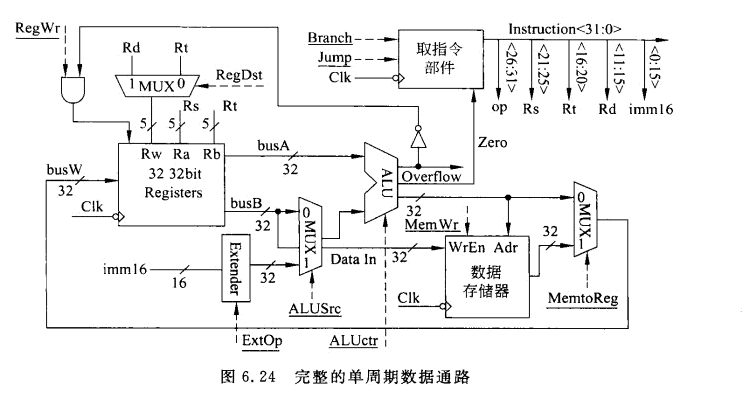 RegWr
Branch
Jump
Clk
取指令
部件
Instruction<31:0>
<26:31>
<21:25>
<16:20>
<11:15>
<0:15>
op
Rs
Rt
Rd
imm16
Rd
Rt
1 MUX 0
RegDst
Rs
Rt
5
5
5
Rw Ra Rb
32 32bit
Registers
busW
32
Clk
busA
32
busB
32
ALU
Zero
Overflow
32
MemWr
0
MUX
1
Data In
32
WrEn Adr
数据
存储器
Clk
32
0
MUX
1
MemtoReg
imm16
16
Extender
32
ALUSrc
ExtOp
ALUctr
图 6.24 完整的单周期数据通路